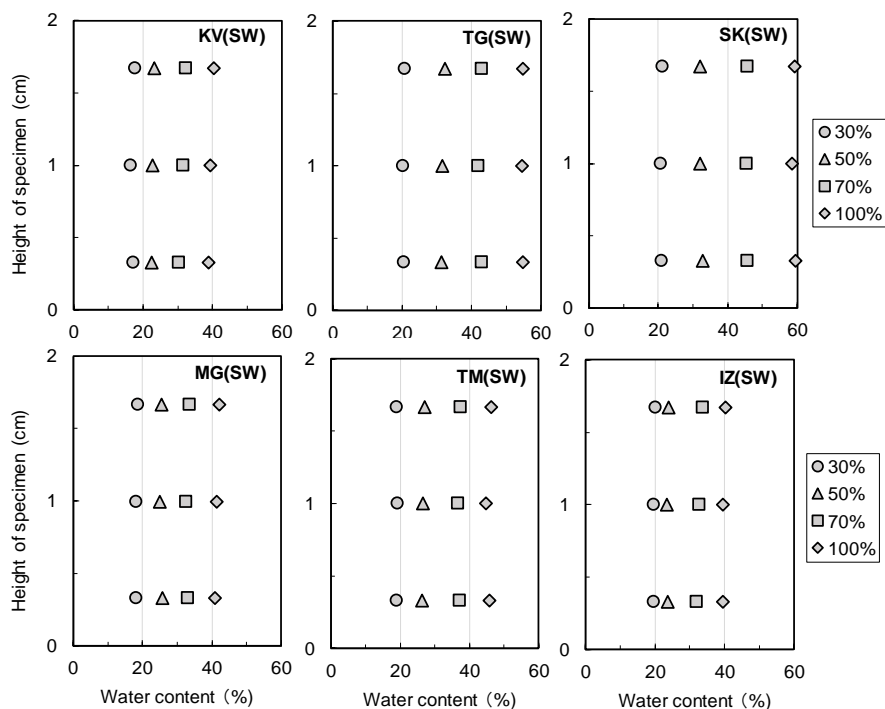 KV(SW)
TG(SW)
SK(SW)
Height of specimen (cm)
2
1
0
0 20 40 60
2
1
0
0 20 40 60
2
1
0
0 20 40 60
30%
50%
70%
100%
MG(SW)
TM(SW)
IZ(SW)
Height of specimen (cm)
2
1
0
0 20 40 60
2
1
0
0 20 40 60
2
1
0
0 20 40 60
30%
50%
70%
100%
Water content (%)
Water content (%)
Water content (%)